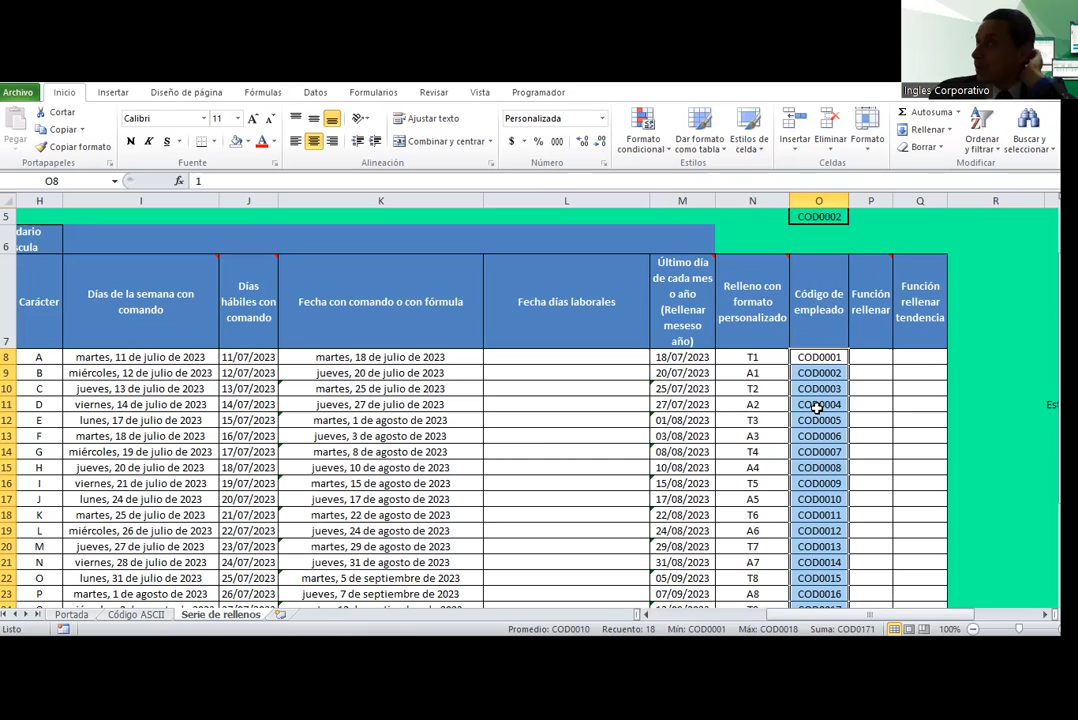 Ingles Corporativo
Archivo Inicio Insertar Diseño de página Fórmulas Datos Revisar Vista Complementos Programador
Pegar
Cortar
Copiar
Copiar formato
Portapapeles
Calibri 11
N K S
Fuente
Ajustar texto
Combinar y centrar
Alineación
Personalizada
$ % 000
Número
Formato condicional
Dar formato como tabla
Estilos de celda
Estilos
Insertar Eliminar Formato
Celdas
Σ Autosuma
Rellenar
Borrar
Ordenar y filtrar
Buscar y seleccionar
Modificar
O8 fx 1
H I J K L M N O P Q R
5 COD0002
dario
6 scula
7 Carácter
Días de la semana con comando
Días hábiles con comando
Fecha con comando o con fórmula
Fecha días laborales
Último día de cada mes o año (Rellenar meseso año)
Relleno con formato personalizado
Código de empleado
Función rellenar
Función rellenar tendencia
8 A martes, 11 de julio de 2023 11/07/2023 martes, 18 de julio de 2023 18/07/2023 T1 COD0001
9 B miércoles, 12 de julio de 2023 12/07/2023 jueves, 20 de julio de 2023 20/07/2023 A1 COD0002
10 C jueves, 13 de julio de 2023 13/07/2023 martes, 25 de julio de 2023 25/07/2023 T2 COD0003
11 D viernes, 14 de julio de 2023 14/07/2023 jueves, 27 de julio de 2023 27/07/2023 A2 COD0004 Est
12 E lunes, 17 de julio de 2023 15/07/2023 martes, 1 de agosto de 2023 01/08/2023 T3 COD0005
13 F martes, 18 de julio de 2023 16/07/2023 jueves, 3 de agosto de 2023 03/08/2023 A3 COD0006
14 G miércoles, 19 de julio de 2023 17/07/2023 martes, 8 de agosto de 2023 08/08/2023 T4 COD0007
15 H jueves, 20 de julio de 2023 18/07/2023 jueves, 10 de agosto de 2023 10/08/2023 A4 COD0008
16 I viernes, 21 de julio de 2023 19/07/2023 martes, 15 de agosto de 2023 15/08/2023 T5 COD0009
17 J lunes, 24 de julio de 2023 20/07/2023 jueves, 17 de agosto de 2023 17/08/2023 A5 COD0010
18 K martes, 25 de julio de 2023 21/07/2023 martes, 22 de agosto de 2023 22/08/2023 T6 COD0011
19 L miércoles, 26 de julio de 2023 22/07/2023 jueves, 24 de agosto de 2023 24/08/2023 A6 COD0012
20 M jueves, 27 de julio de 2023 23/07/2023 martes, 29 de agosto de 2023 29/08/2023 T7 COD0013
21 N viernes, 28 de julio de 2023 24/07/2023 jueves, 31 de agosto de 2023 31/08/2023 A7 COD0014
22 O lunes, 31 de julio de 2023 25/07/2023 martes, 5 de septiembre de 2023 05/09/2023 T8 COD0015
23 P martes, 1 de agosto de 2023 26/07/2023 jueves, 7 de septiembre de 2023 07/09/2023 A8 COD0016
Portada Código ASCII Serie de rellenos
Listo Promedio: COD0010 Recuento: 18 Mín: COD0001 Máx: COD0018 Suma: COD0171 100%